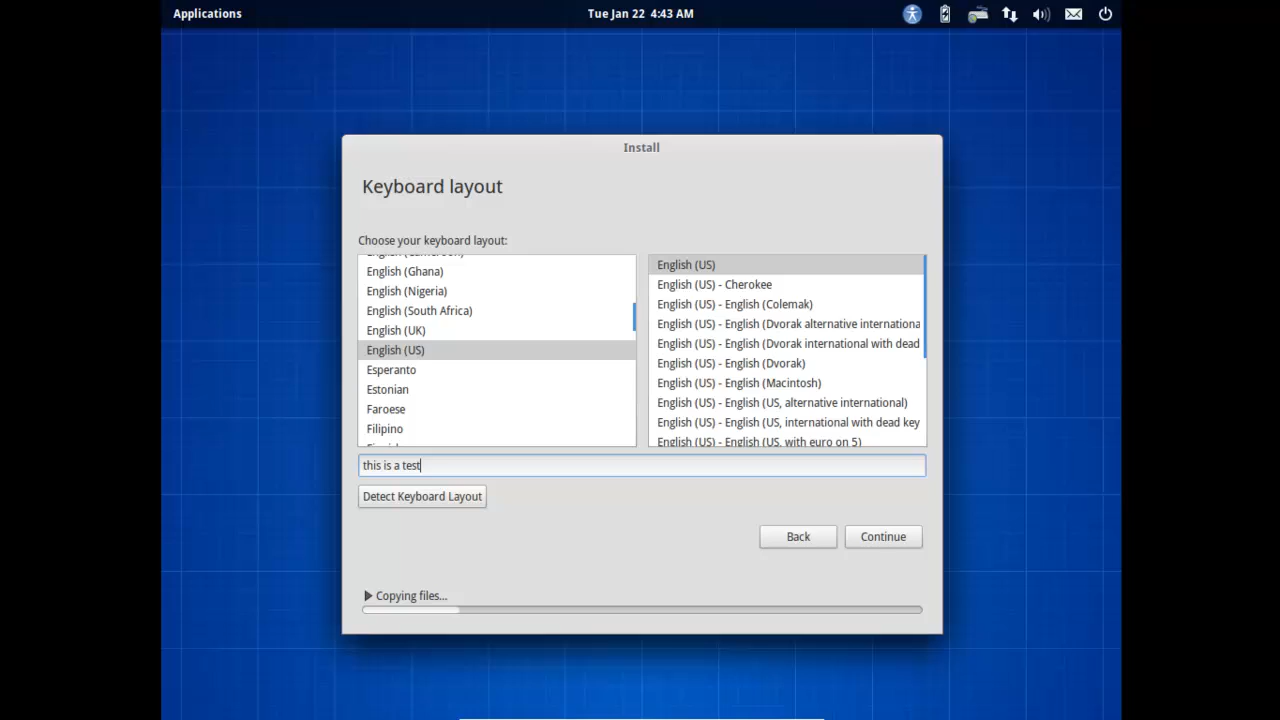 Applications
Tue Jan 22 4:43 AM
Install
Keyboard layout
Choose your keyboard layout:
English (Cameroon)
English (Ghana)
English (Nigeria)
English (South Africa)
English (UK)
English (US)
Esperanto
Estonian
Faroese
Filipino
English (US)
English (US) - Cherokee
English (US) - English (Colemak)
English (US) - English (Dvorak alternative internationa
English (US) - English (Dvorak international with dead
English (US) - English (Dvorak)
English (US) - English (Macintosh)
English (US) - English (US, alternative international)
English (US) - English (US, international with dead key
English (US) - English (US, with euro on 5)
this is a test
Detect Keyboard Layout
Back
Continue
Copying files...